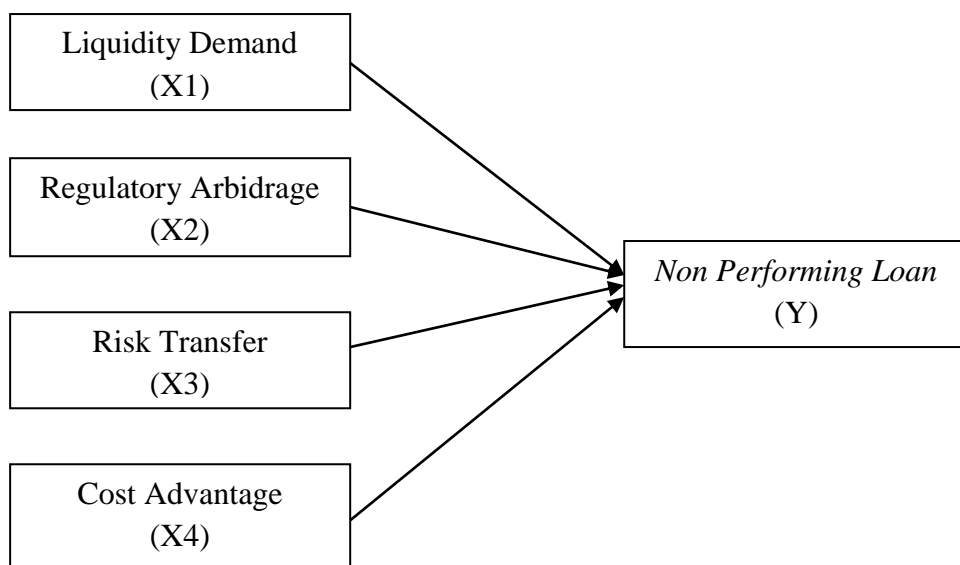 Liquidity Demand
(X1)
Regulatory Arbidrage
(X2)
Risk Transfer
(X3)
Cost Advantage
(X4)
Non Performing Loan
(Y)